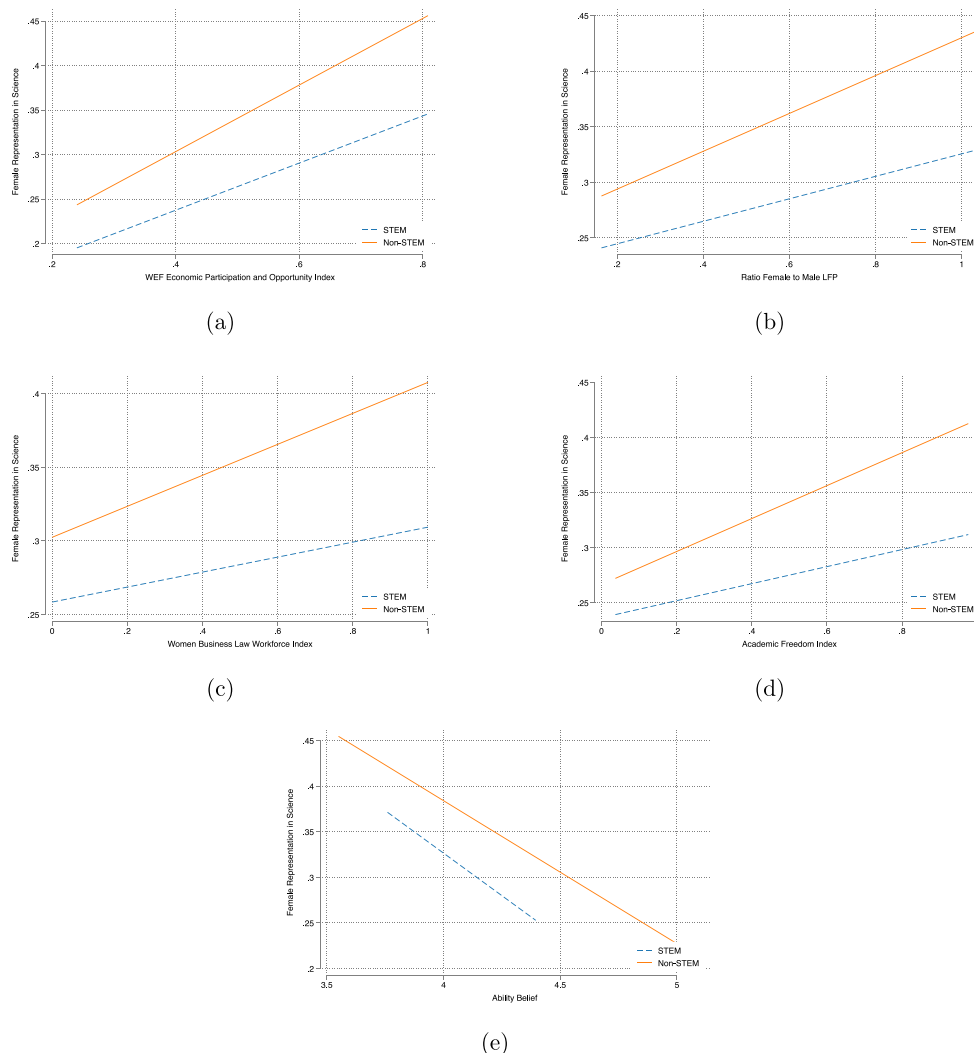 .45
.4
.35
.3
.25
.2
Female Representation in Science
STEM
Non-STEM
.2 .4 .6 .8
WEF Economic Participation and Opportunity Index
(a)
.45
.4
.35
.3
.25
Female Representation in Science
STEM
Non-STEM
.2 .4 .6 .8 1
Ratio Female to Male LFP
(b)
.4
.35
.3
.25
Female Representation in Science
STEM
Non-STEM
0 .2 .4 .6 .8 1
Women Business Law Workforce Index
(c)
.45
.4
.35
.3
.25
Female Representation in Science
STEM
Non-STEM
0 .2 .4 .6 .8
Academic Freedom Index
(d)
.45
.4
.35
.3
.25
.2
Female Representation in Science
STEM
Non-STEM
3.5 4 4.5 5
Ability Belief
(e)